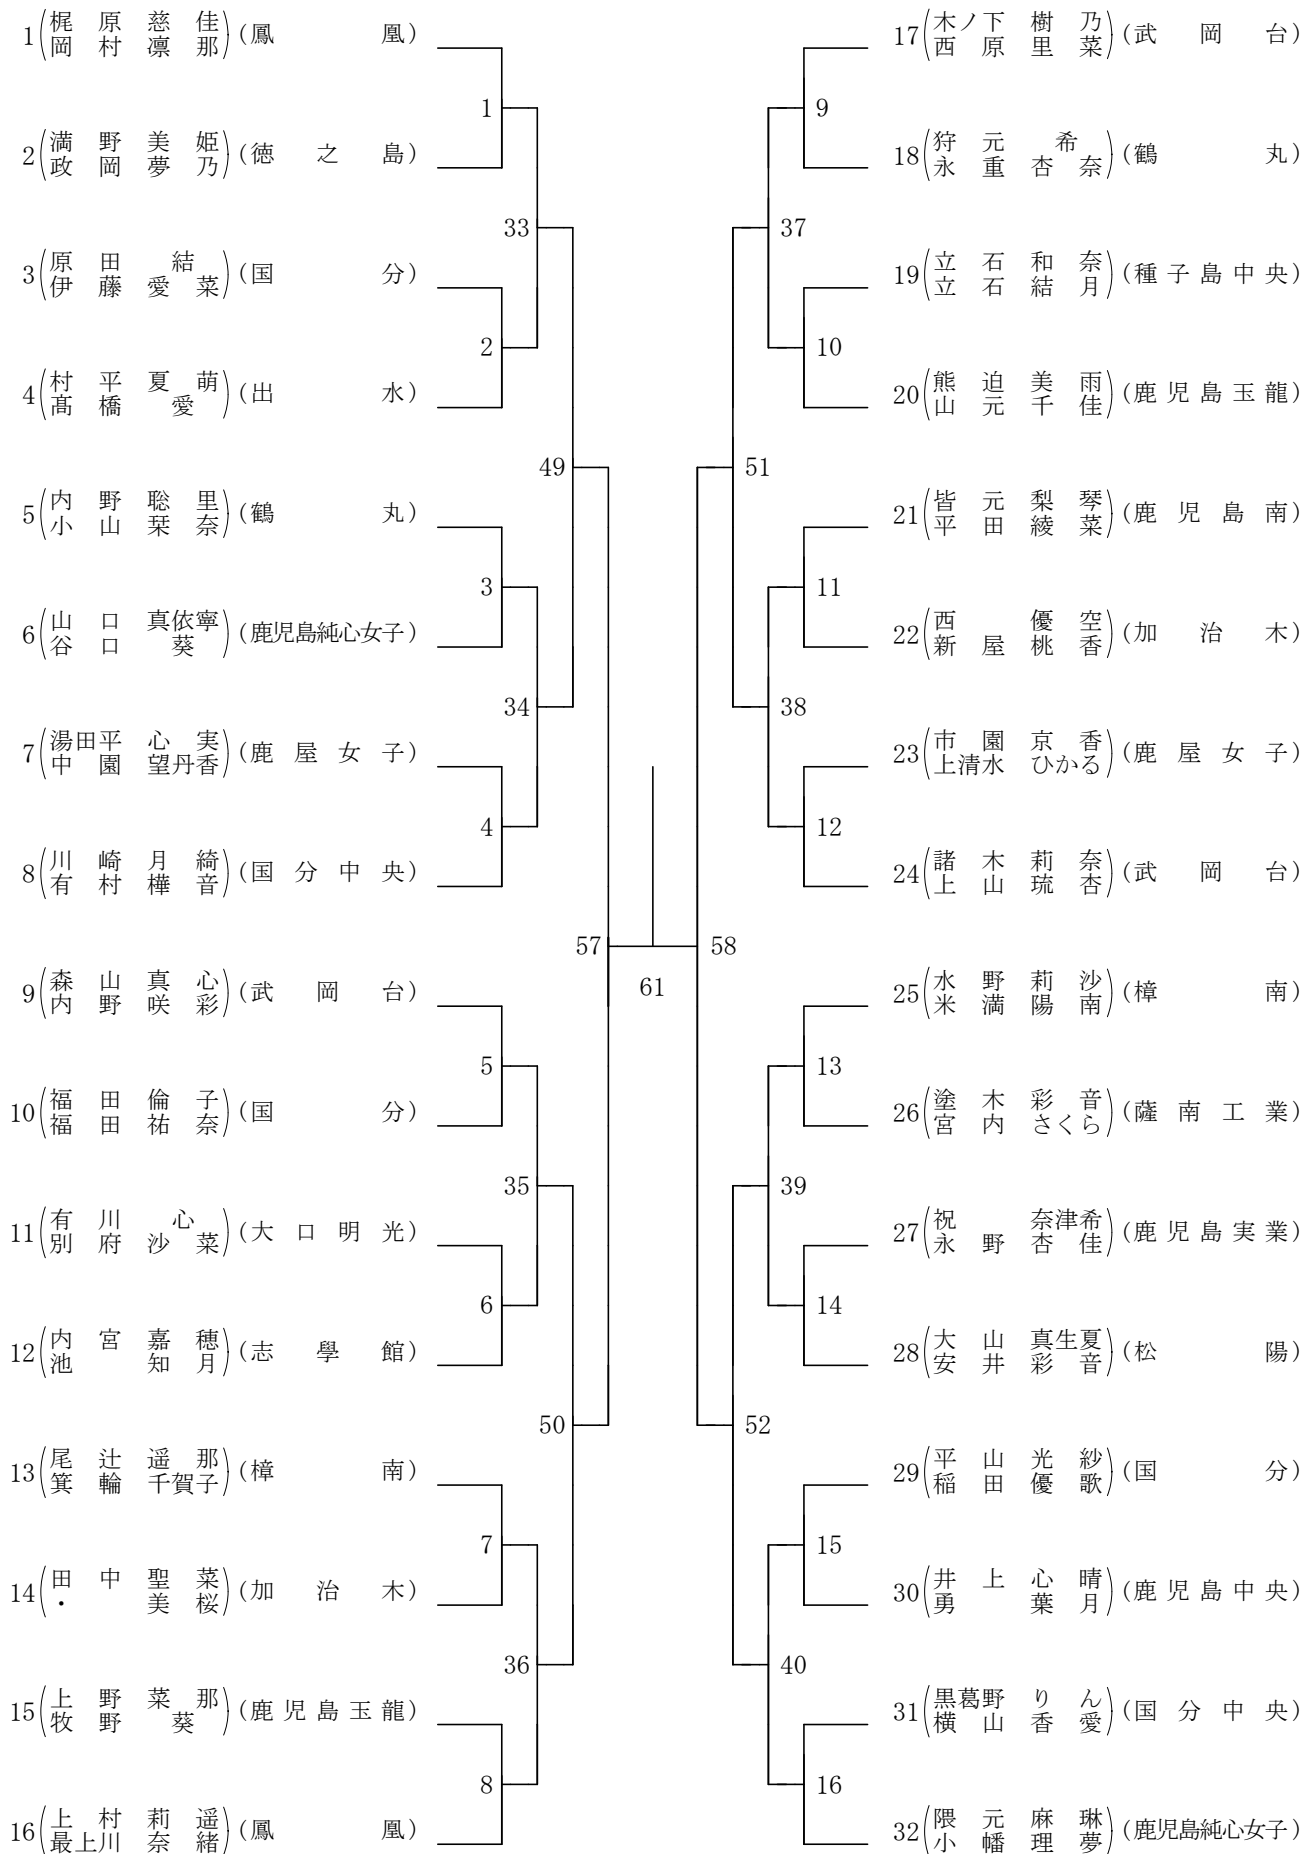 1(梶原慈佳 岡村凛那)(鳳凰)
1
2(満野美姫 政岡夢乃)(徳之島)
33
3(原田結 伊藤愛菜)(国分)
2
4(村平夏萌 髙橋愛)(出水)
49
5(内野聡里 小山栞奈)(鶴丸)
3
6(山口真依寧 谷口葵)(鹿児島純心女子)
34
7(湯田平心実 中園望丹香)(鹿屋女子)
4
8(川崎月綺 有村樺音)(国分中央)
57
9(森山真心 内野咲彩)(武岡台)
5
10(福田倫子 福田祐奈)(国分)
35
11(有川心 別府沙菜)(大口明光)
6
12(内宮嘉穂 池知月)(志學館)
50
13(尾辻遥那 箕輪千賀子)(樟南)
7
14(田中聖菜 ・美桜)(加治木)
36
15(上野菜那 牧野葵)(鹿児島玉龍)
8
16(上村莉遥 最上川奈緒)(鳳凰)
61
17(木ノ下樹乃 西原里菜)(武岡台)
9
18(狩元希 永重杏奈)(鶴丸)
37
19(立石和奈 立石結月)(種子島中央)
10
20(熊迫美雨 山元千佳)(鹿児島玉龍)
51
21(皆元梨琴 平田綾菜)(鹿児島南)
11
22(西優空 新屋桃香)(加治木)
38
23(市園京香 上清水ひかる)(鹿屋女子)
12
24(諸木莉奈 上山琉杏)(武岡台)
58
25(水野莉沙 米満陽南)(樟南)
13
26(塗木彩音 宮内さくら)(薩南工業)
39
27(祝奈津希 永野杏佳)(鹿児島実業)
14
28(大山真生夏 安井彩音)(松陽)
52
29(平山光紗 稲田優歌)(国分)
15
30(井上心晴 勇葉月)(鹿児島中央)
40
31(黒葛野りん 横山香愛)(国分中央)
16
32(隈元麻琳 小幡理夢)(鹿児島純心女子)